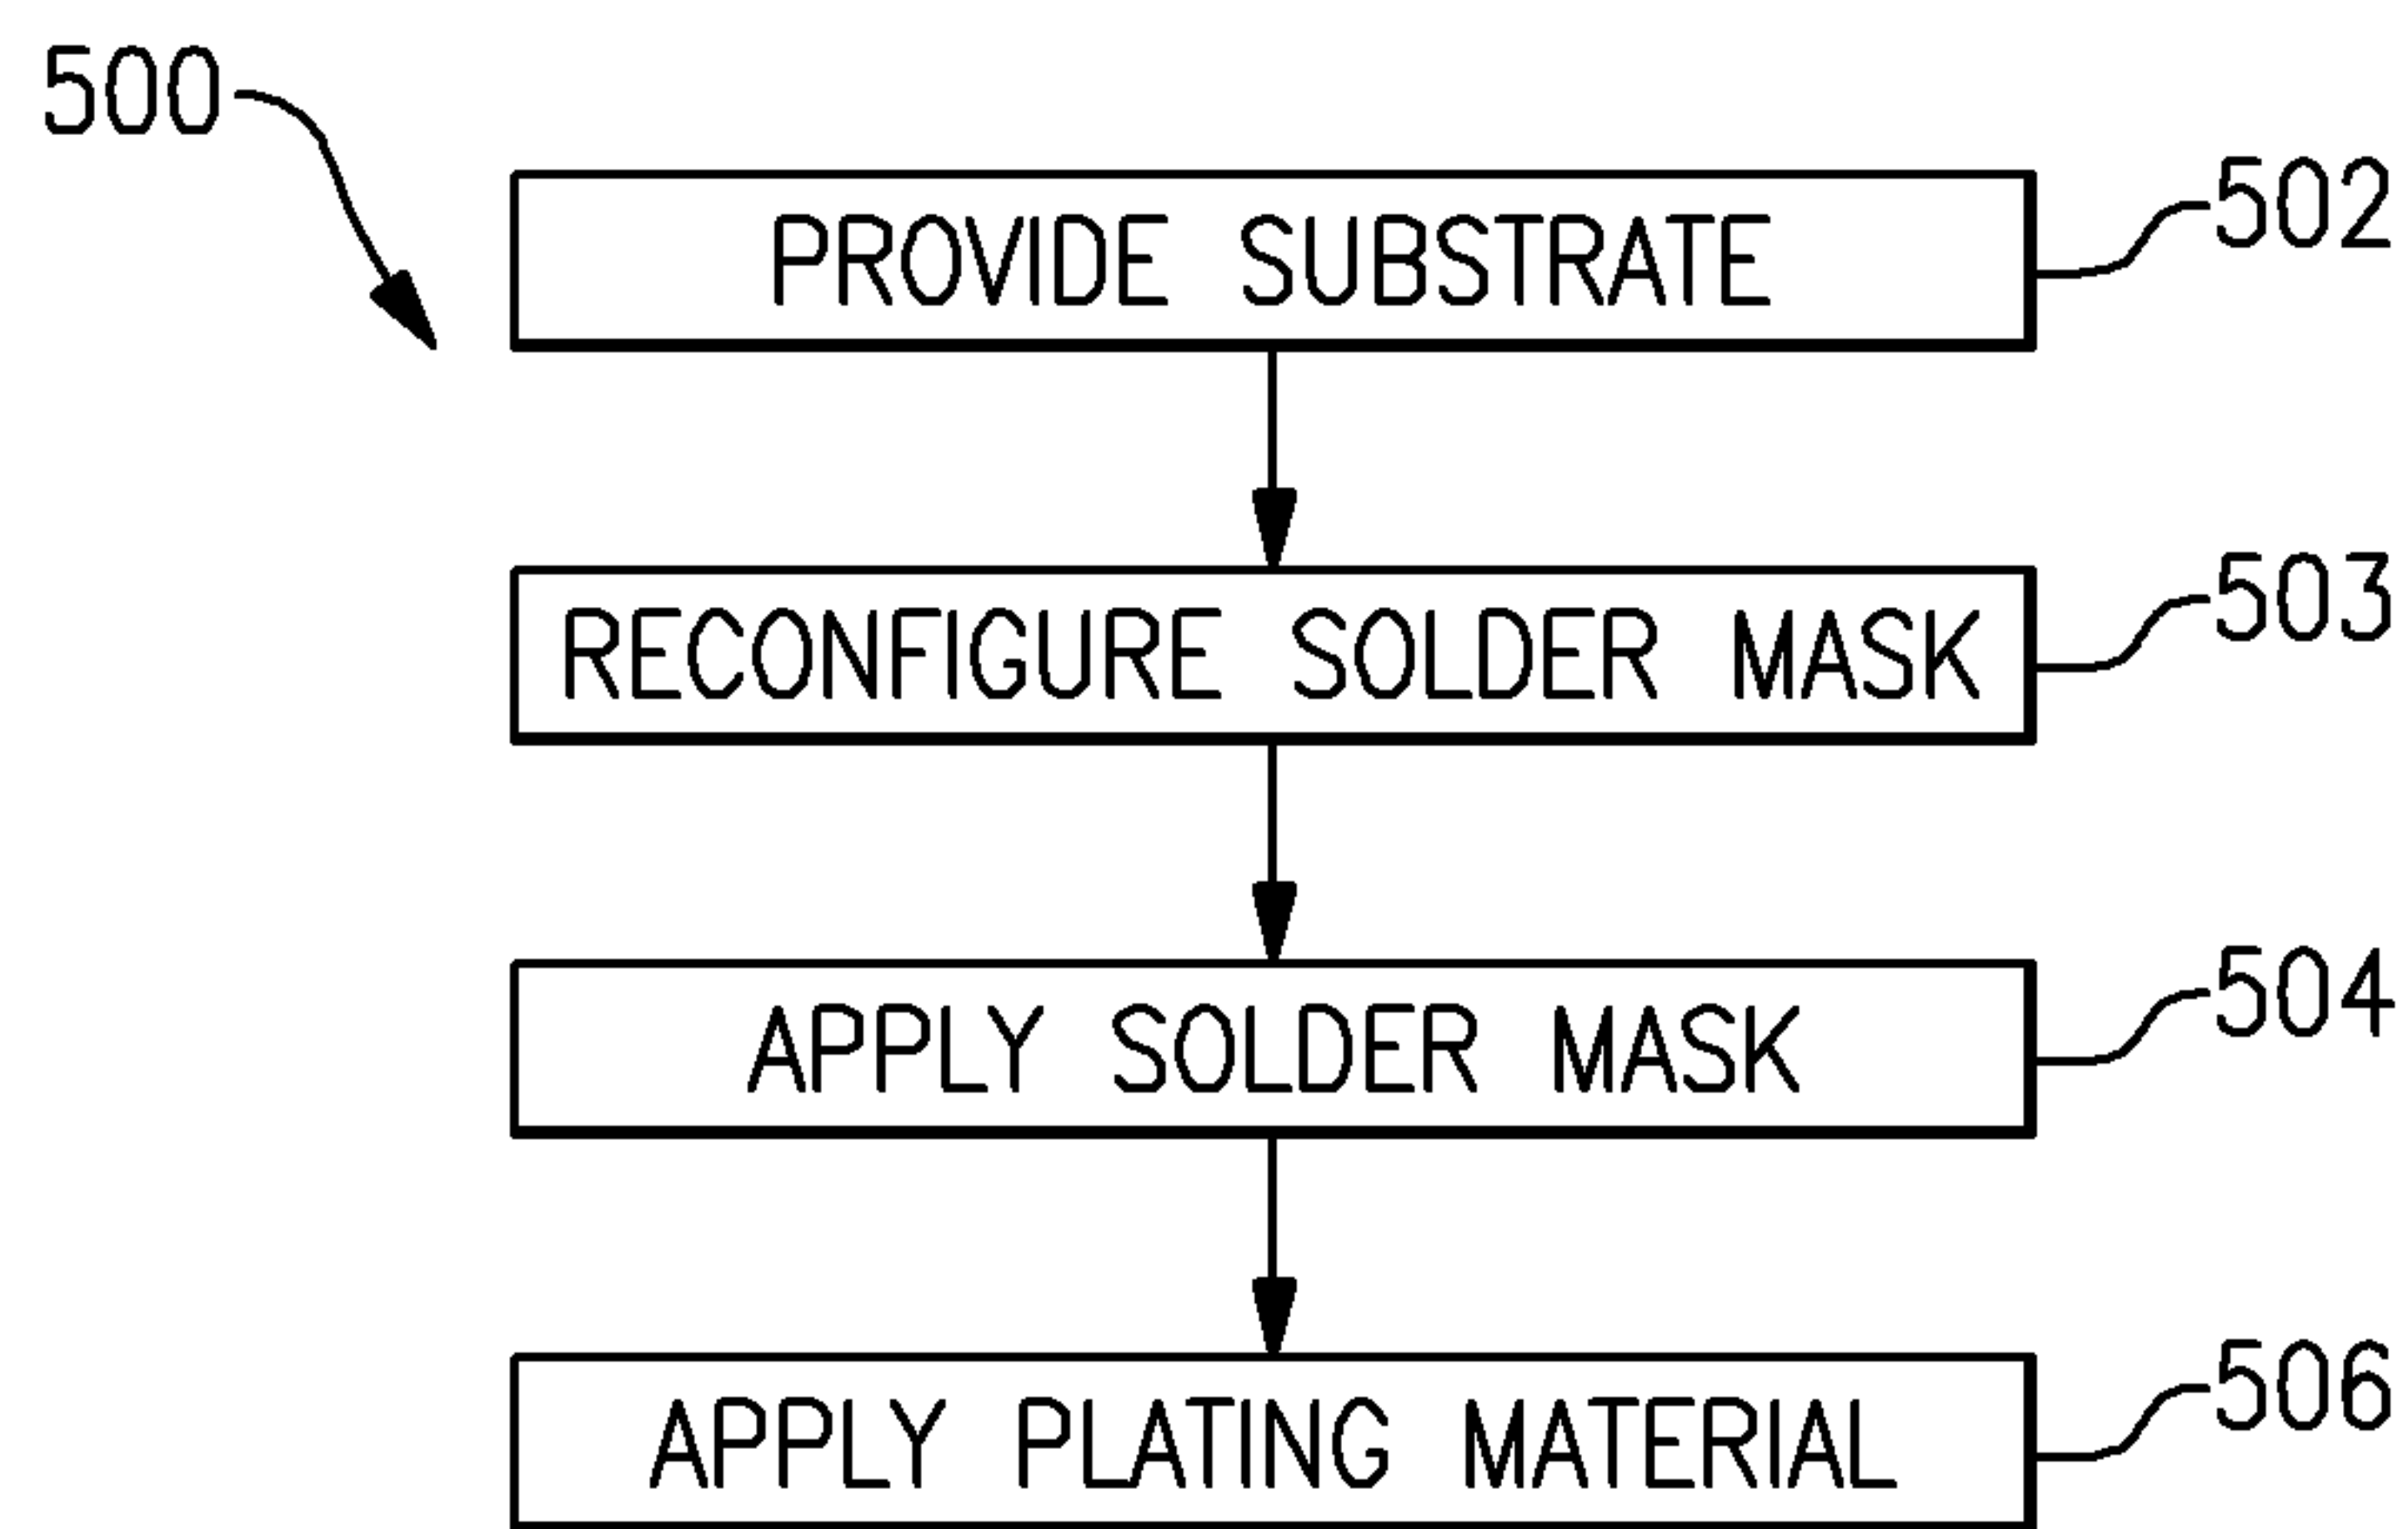 500
PROVIDE SUBSTRATE
502
RECONFIGURE SOLDER MASK
503
APPLY SOLDER MASK
504
APPLY PLATING MATERIAL
506